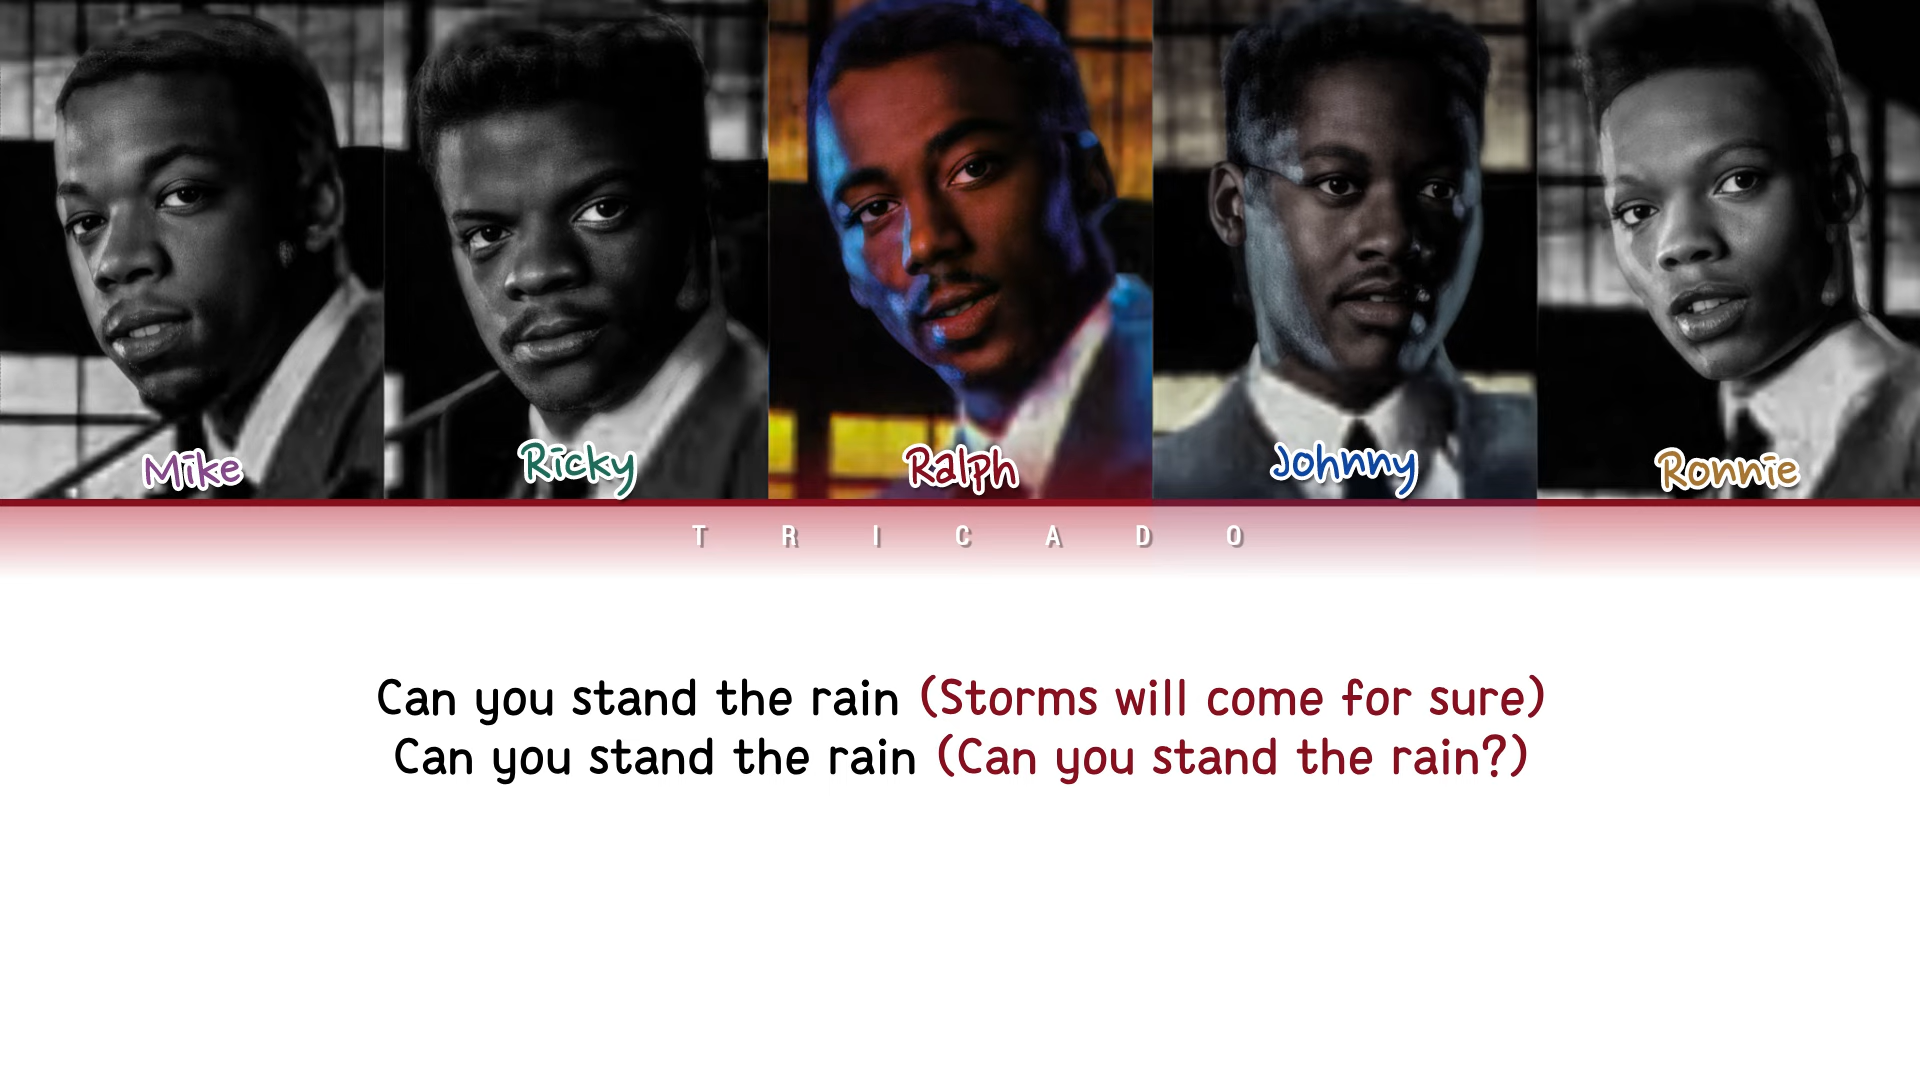 Mike
Ricky
Ralph
Johnny
Ronnie
TRICADO
Can you stand the rain (Storms will come for sure)
Can you stand the rain (Can you stand the rain?)